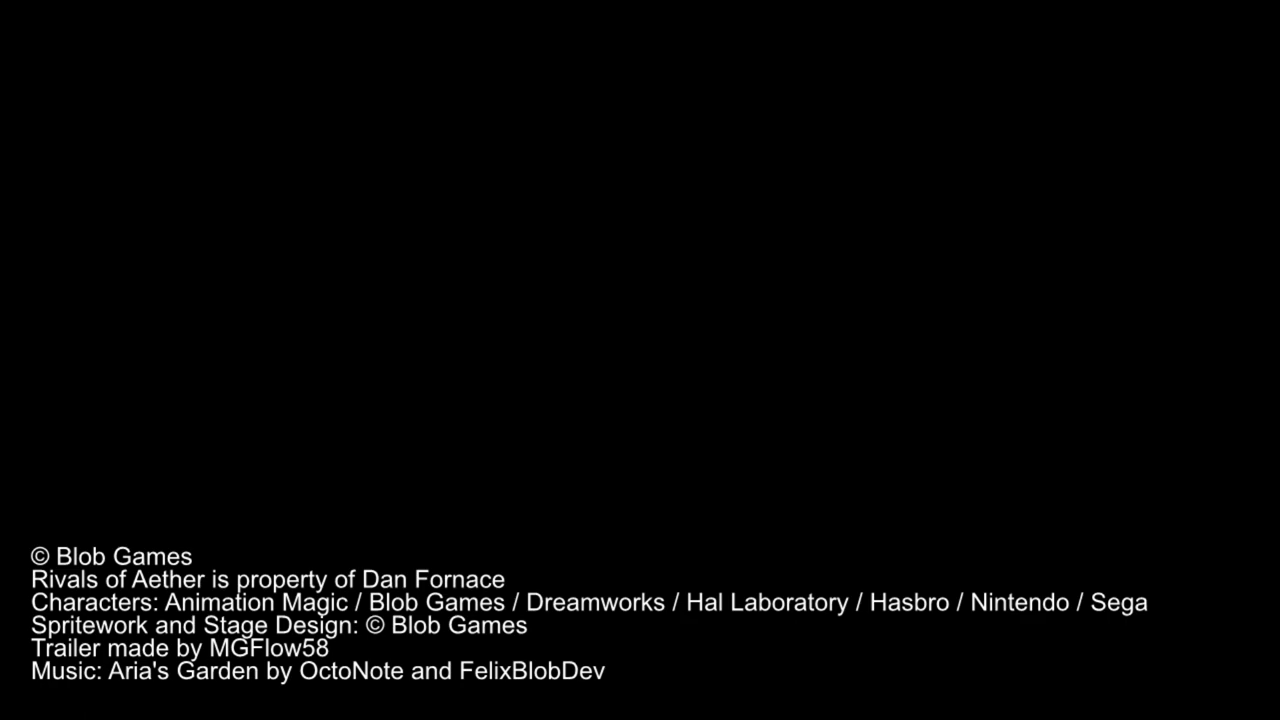 © Blob Games
Rivals of Aether is property of Dan Fornace
Characters: Animation Magic / Blob Games / Dreamworks / Hal Laboratory / Hasbro / Nintendo / Sega
Spritework and Stage Design: © Blob Games
Trailer made by MGFlow58
Music: Aria's Garden by OctoNote and FelixBlobDev